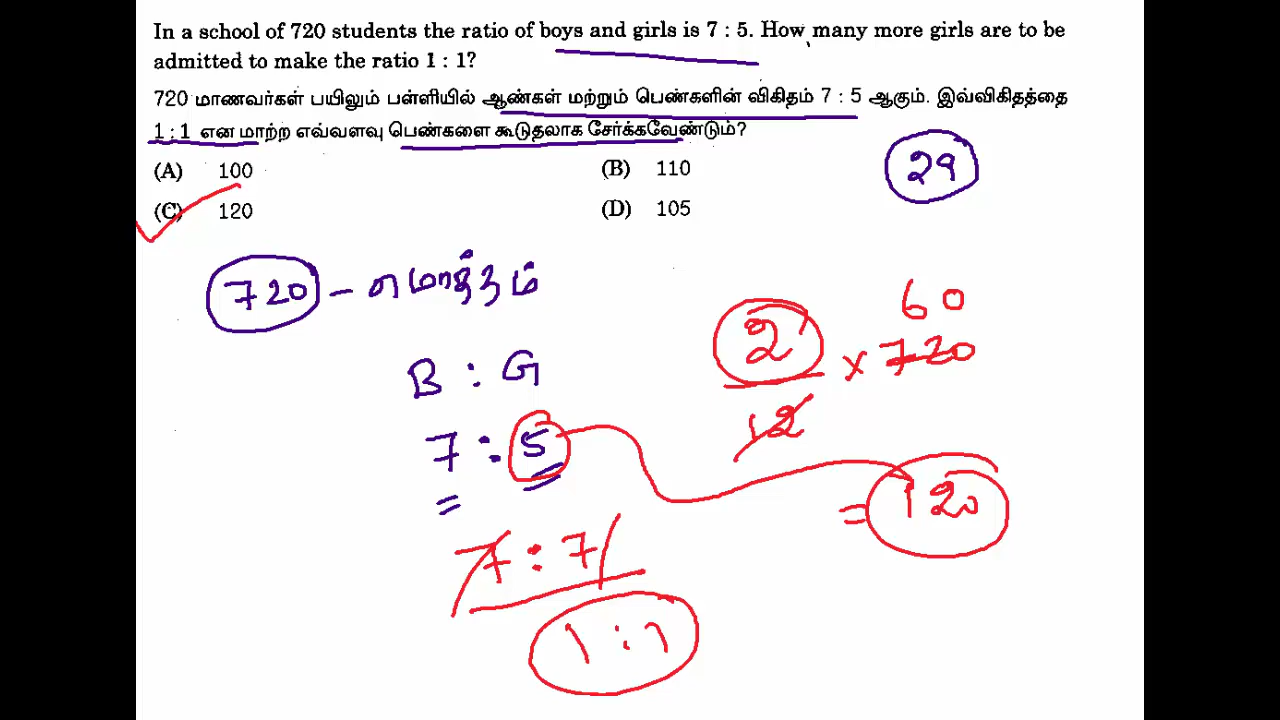 In a school of 720 students the ratio of boys and girls is 7 : 5. How many more girls are to be
admitted to make the ratio 1 : 1?
720 மாணவர்கள் பயிலும் பள்ளியில் ஆண்கள் மற்றும் பெண்களின் விகிதம் 7 : 5 ஆகும். இவ்விகிதத்தை
1 : 1 என மாற்ற எவ்வளவு பெண்களை கூடுதலாக சேர்க்கவேண்டும்?
(A) 100 (B) 110
29
(C) 120 (D) 105
720 - மொத்தம்
60
2 × 720
12
B : G
7 : 5
= 120
7 : 7
1 : 1